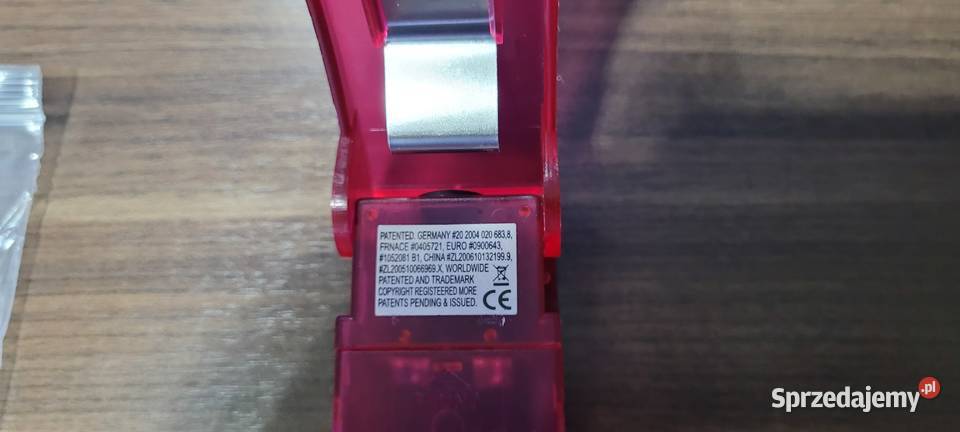 PATENTED. GERMANY #20 2004 020 683,8,
FRNACE #0405721, EURO #0900643,
#1052081 B1, CHINA #ZL200610132199.9,
#ZL200510066969.X, WORLDWIDE
PATENTED AND TRADEMARK
COPYRIGHT REGISTERED MORE
PATENTS PENDING & ISSUED.
CE
Sprzedajemy.pl